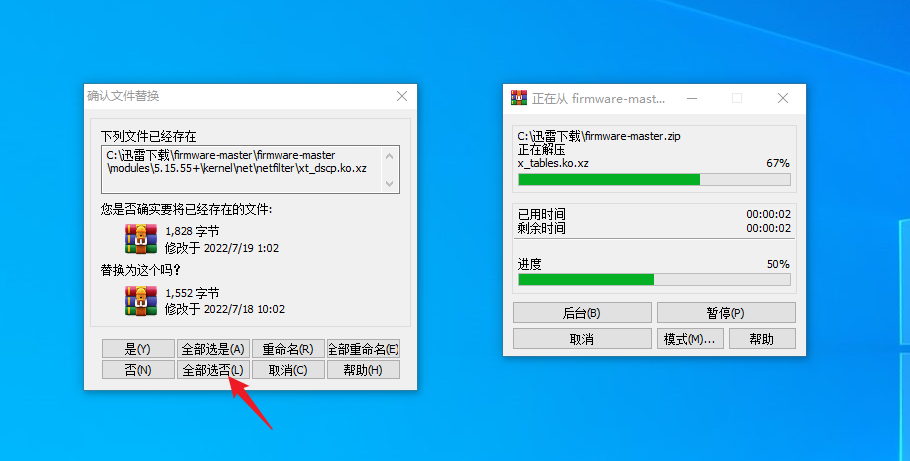 确认文件替换
下列文件已经存在
C:\迅雷下载\firmware-master\firmware-master
\modules\5.15.55+\kernel\net\netfilter\xt_dscp.ko.xz
您是否确实要将已经存在的文件:
1,828 字节
修改于 2022/7/19 1:02
替换为这个吗?
1,552 字节
修改于 2022/7/18 10:02
是(Y) 全部选是(A) 重命名(R) 全部重命名(E)
否(N) 全部选否(L) 取消(C) 帮助(H)
正在从 firmware-mast...
C:\迅雷下载\firmware-master.zip
正在解压
x_tables.ko.xz 67%
已用时间 00:00:02
剩余时间 00:00:02
进度 50%
后台(B) 暂停(P)
取消 模式(M)... 帮助